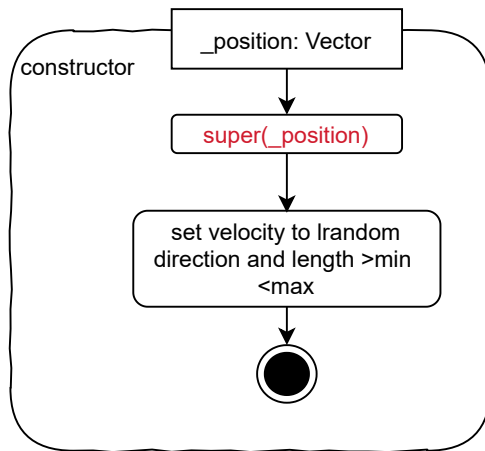 _position: Vector
constructor
super(_position)
set velocity to lrandom
direction and length >min
<max